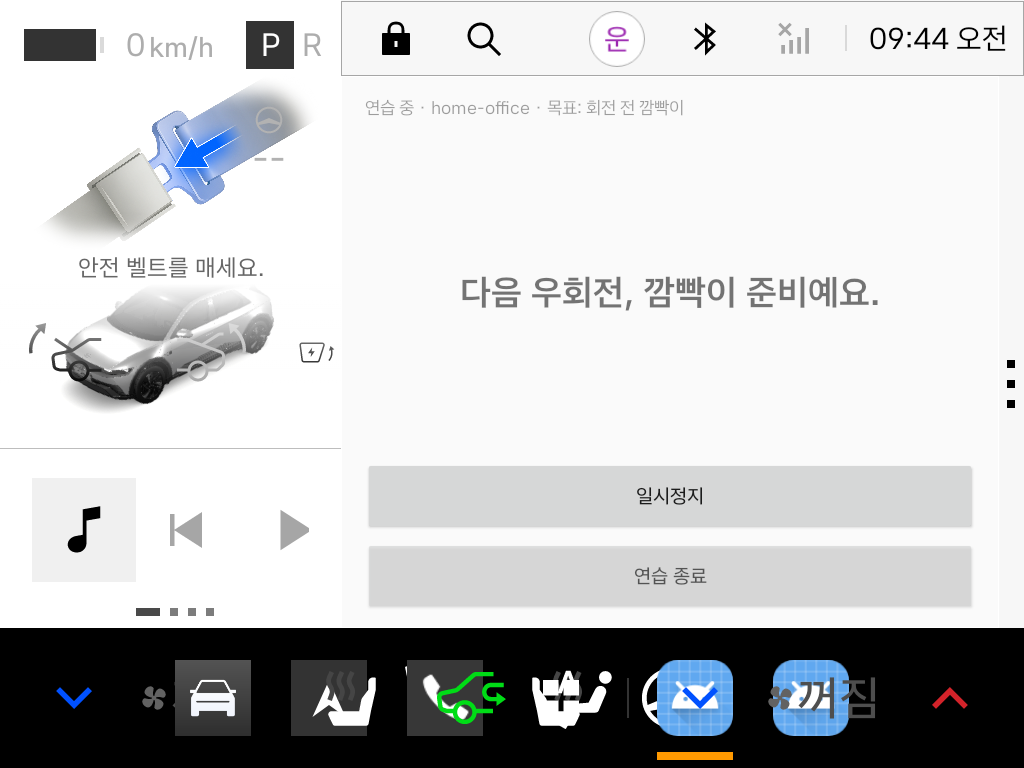 0 km/h
P R
운
09:44 오전
연습 중 · home-office · 목표: 회전 전 깜빡이
안전 벨트를 매세요.
다음 우회전, 깜빡이 준비예요.
일시정지
연습 종료
꺼짐